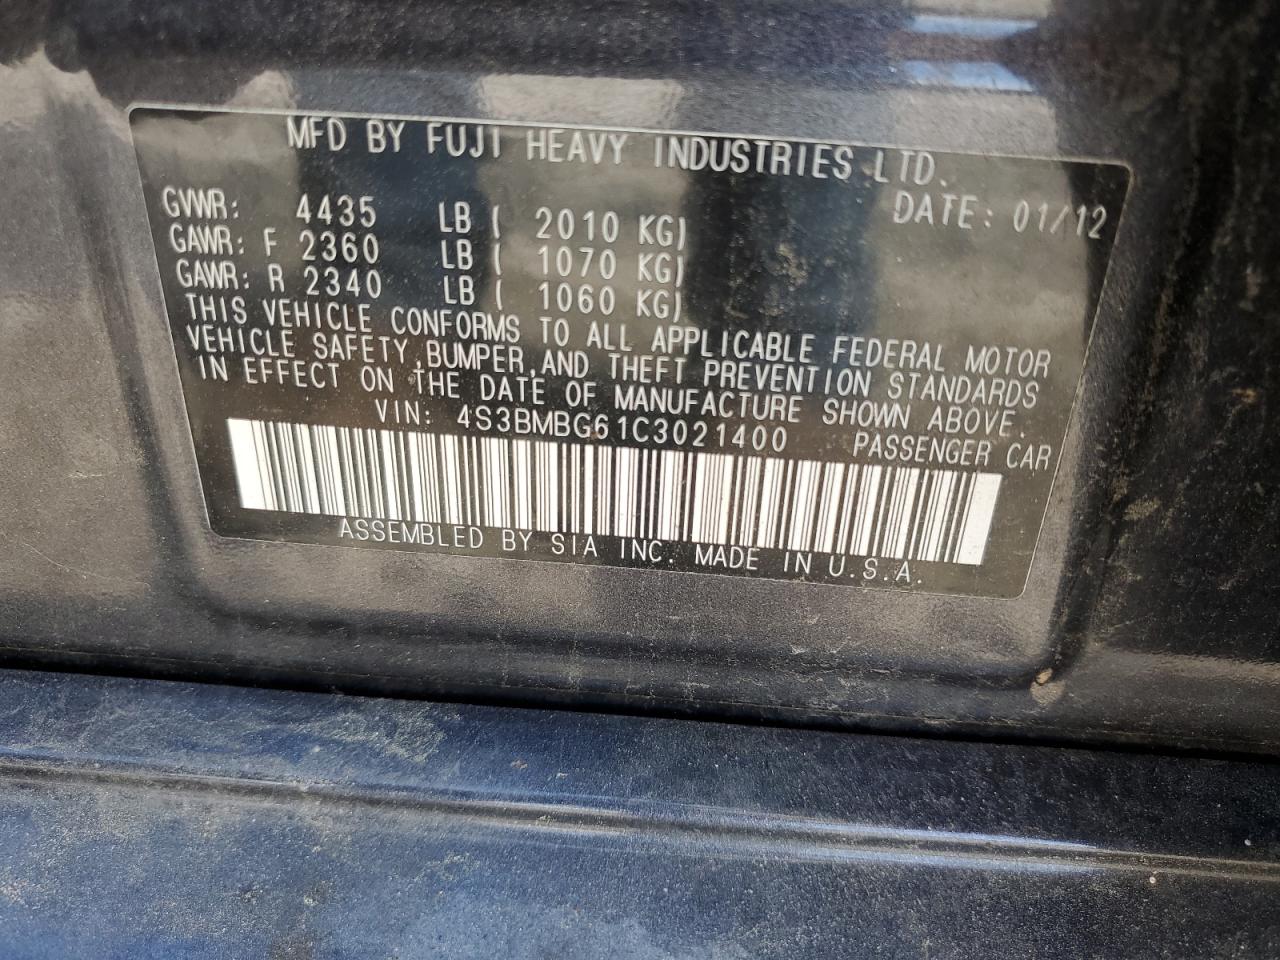 MFD BY FUJI HEAVY INDUSTRIES LTD.
DATE: 01/12
GVWR: 4435 LB ( 2010 KG)
GAWR: F 2360 LB ( 1070 KG)
GAWR: R 2340 LB ( 1060 KG)
THIS VEHICLE CONFORMS TO ALL APPLICABLE FEDERAL MOTOR
VEHICLE SAFETY, BUMPER, AND THEFT PREVENTION STANDARDS
IN EFFECT ON THE DATE OF MANUFACTURE SHOWN ABOVE.
VIN: 4S3BMBG61C3021400 PASSENGER CAR
ASSEMBLED BY SIA INC. MADE IN U.S.A.